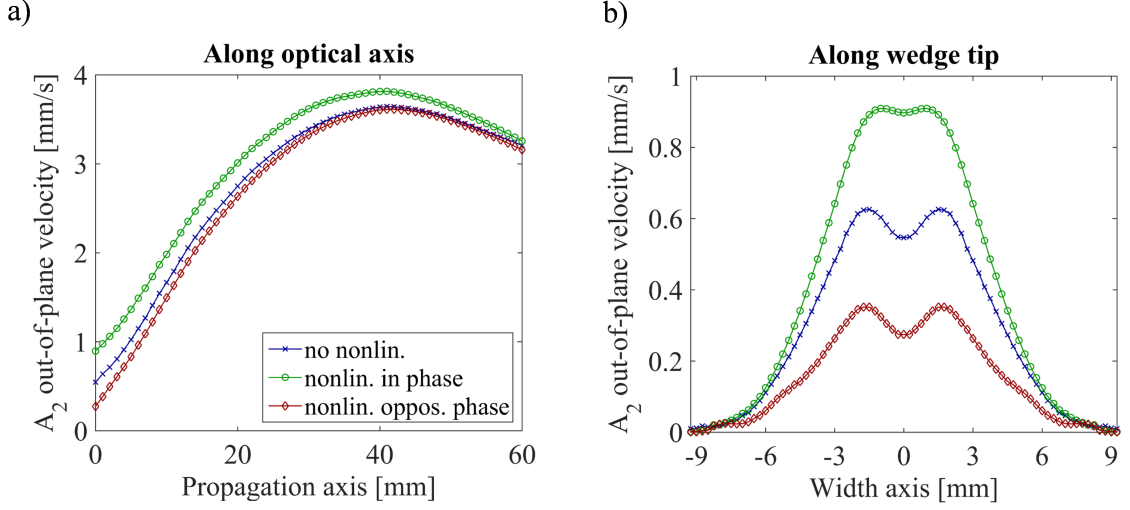 a)
Along optical axis
A2 out-of-plane velocity [mm/s]
4
3
2
1
0
0 20 40 60
Propagation axis [mm]
no nonlin.
nonlin. in phase
nonlin. oppos. phase
b)
Along wedge tip
A2 out-of-plane velocity [mm/s]
1
0.8
0.6
0.4
0.2
0
-9 -6 -3 0 3 6 9
Width axis [mm]